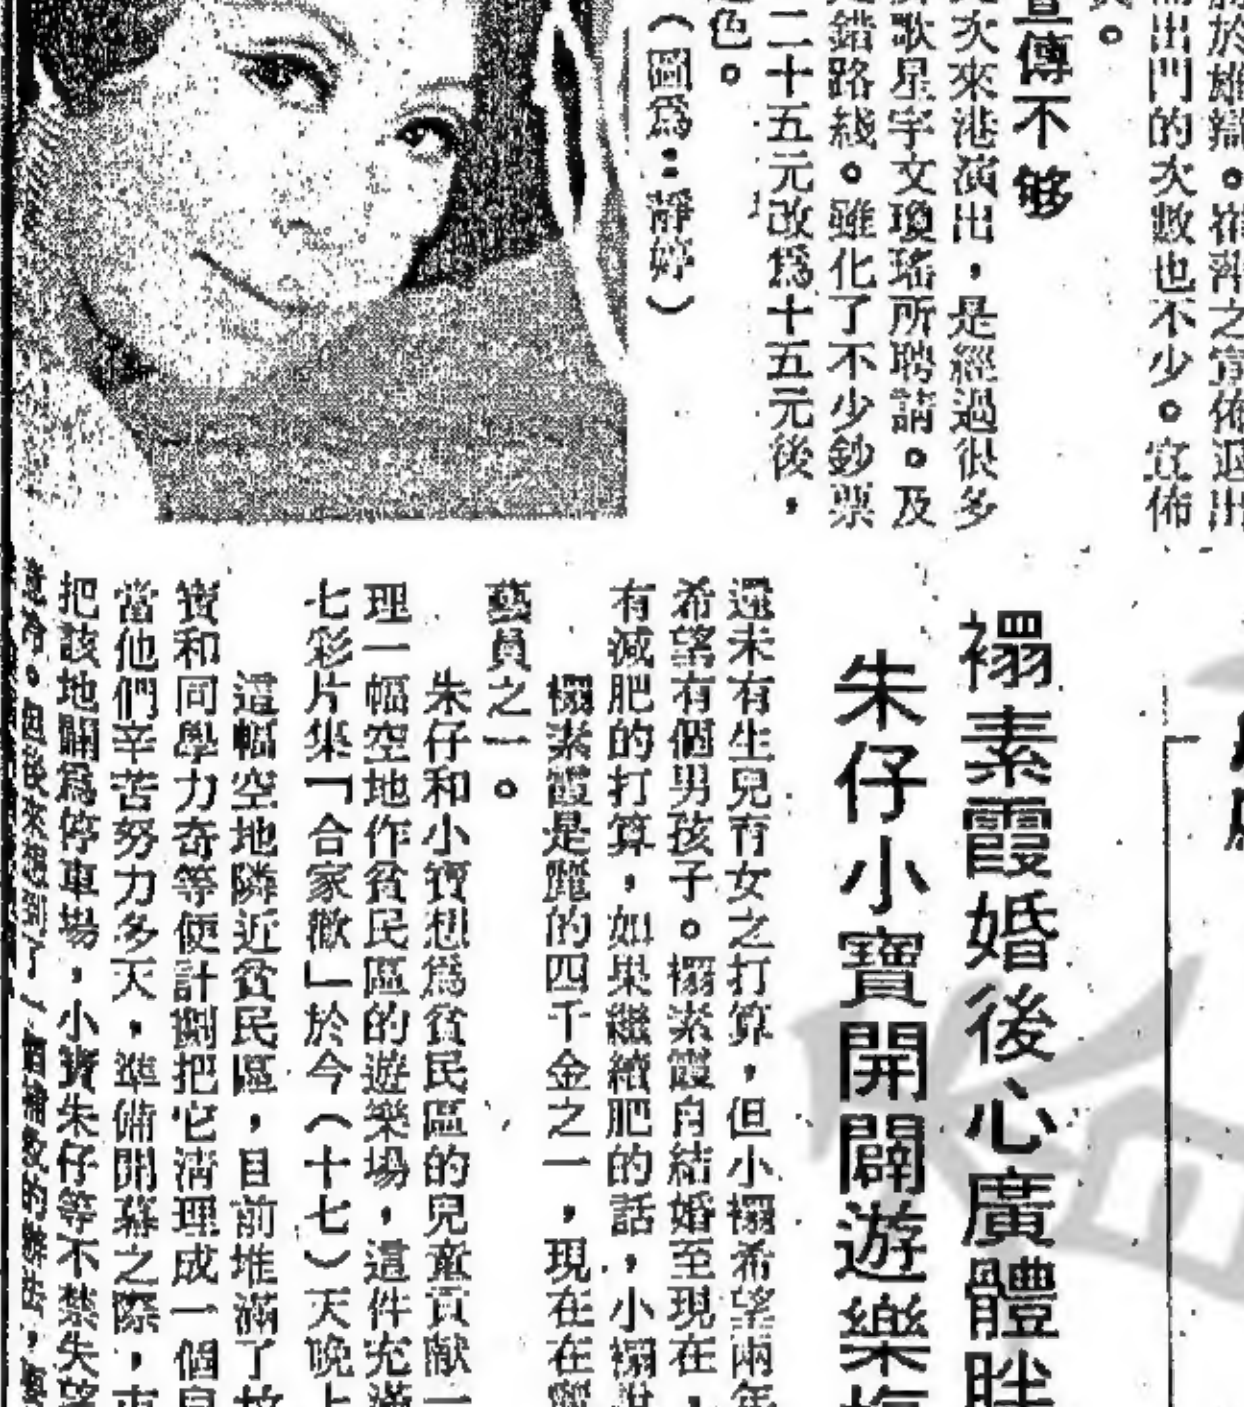 出門的次數也不少。宣佈
宣傳不够
次來港演出，是經過很多
歌星宇文瓊瑤所聘請。及
錯路綫。雖化了不少鈔票
二十五元改爲十五元後，
色。
（圖爲：靜婷）
禤素霞婚後心廣體胖
朱仔小寶開闢遊樂
還未有生兒育女之打算，但小禤希望兩年
希望有個男孩子。禤素霞自結婚至現在，
有減肥的打算，如果繼續肥的話，小禤説
禤素霞是麗的四千金之一，現在在麗
藝員之一。
朱仔和小寶想爲貧民區的兒童貢献一
理一幅空地作貧民區的遊樂場，這件充滿
七彩片集「合家歡」於今（十七）天晚上
這幅空地隣近貧民區，目前堆滿了
寶和同學力奇等便計劃把它清理成一個
當他們辛苦努力多天，準備開幕之際，
把該地闢爲停車場，小寶朱仔等不禁失望